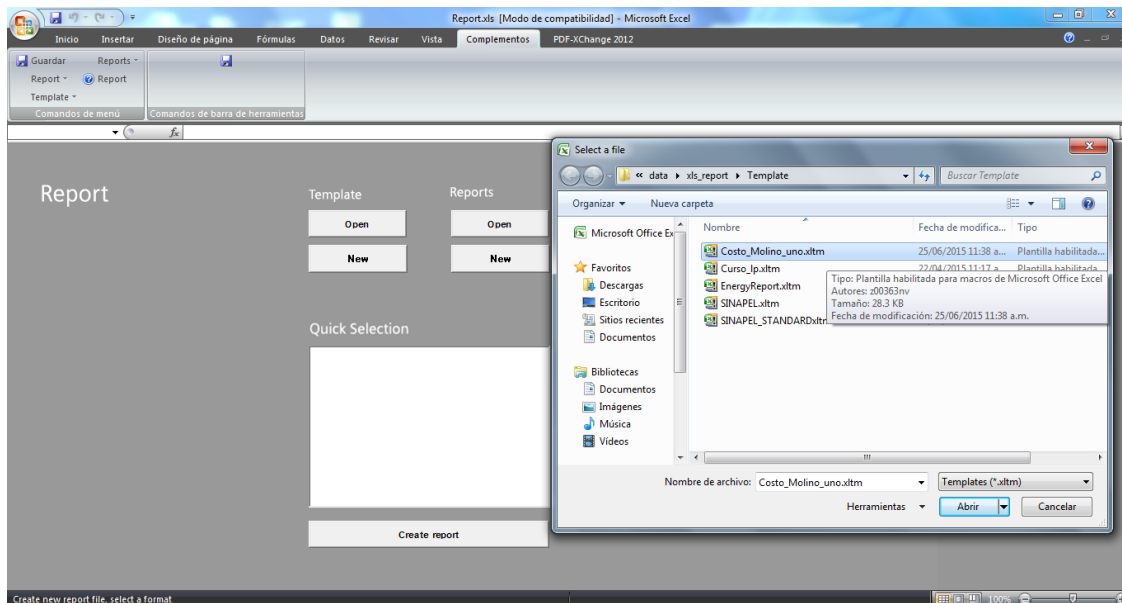 Report.xls [Modo de compatibilidad] - Microsoft Excel
Inicio Insertar Diseño de página Fórmulas Datos Revisar Vista Complementos PDF-XChange 2012
Guardar Reports
Report Report
Template
Comandos de menú Comandos de barra de herramientas
fx
Select a file
« data xls_report Template Buscar Template
Organizar Nueva carpeta
Microsoft Office Ex
Favoritos
Descargas
Escritorio
Sitios recientes
Documentos
Bibliotecas
Documentos
Imágenes
Música
Vídeos
Nombre Fecha de modifica... Tipo
Costo_Molino_uno.xltm 25/06/2015 11:38 a... Plantilla habilitada...
Curso_Ip.xltm 22/04/2015 11:17 a... Plantilla habilitada...
EnergyReport.xltm
SINAPEL.xltm
SINAPEL_STANDARDxltm
Tipo: Plantilla habilitada para macros de Microsoft Office Excel
Autores: z00363nv
Tamaño: 28.3 KB
Fecha de modificación: 25/06/2015 11:38 a.m.
Nombre de archivo: Costo_Molino_uno.xltm Templates (*.xltm)
Herramientas Abrir Cancelar
Report
Template Reports
Open Open
New New
Quick Selection
Create report
Create new report file, select a format
100%